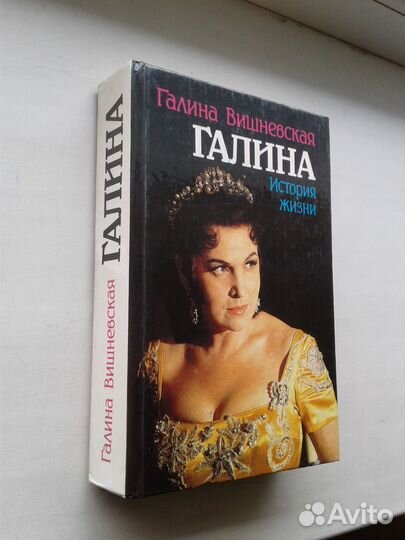 Галина Вишневская
ГАЛИНА
История
жизни
Галина Вишневская ГАЛИНА
Avito